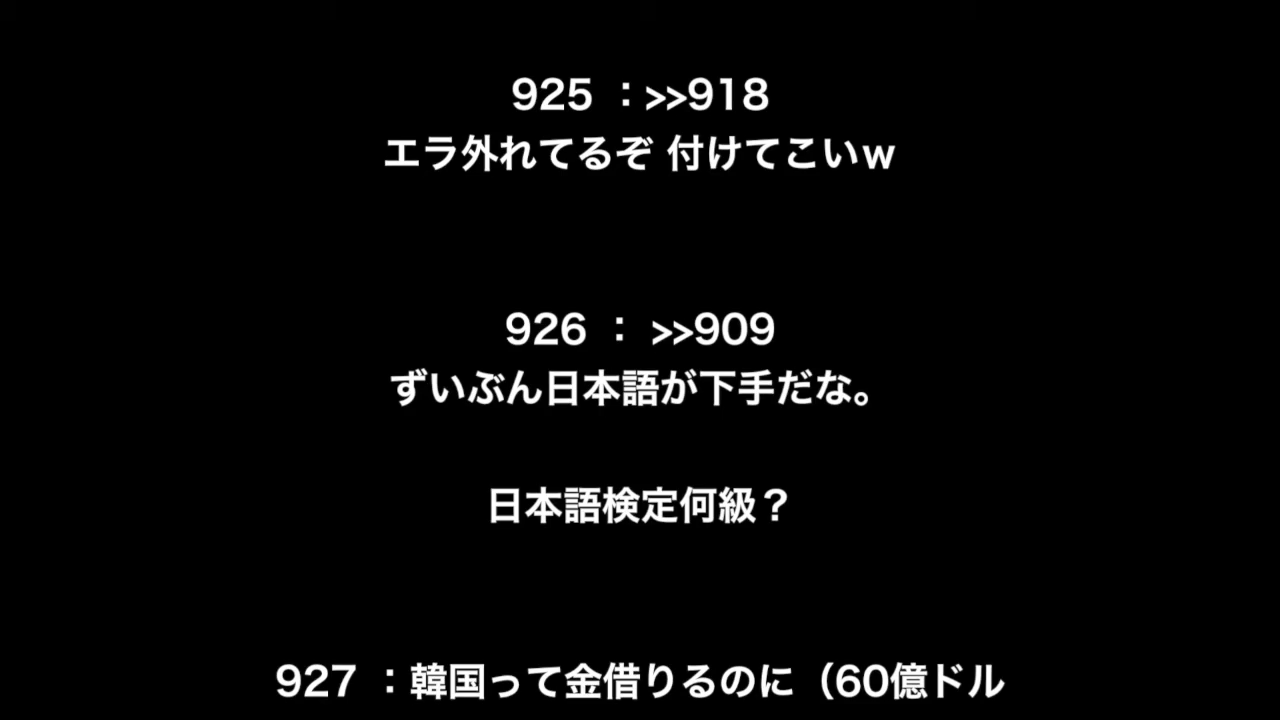 925 ：>>918
エラ外れてるぞ 付けてこいｗ
926 ： >>909
ずいぶん日本語が下手だな。
日本語検定何級？
927 ：韓国って金借りるのに（60億ドル